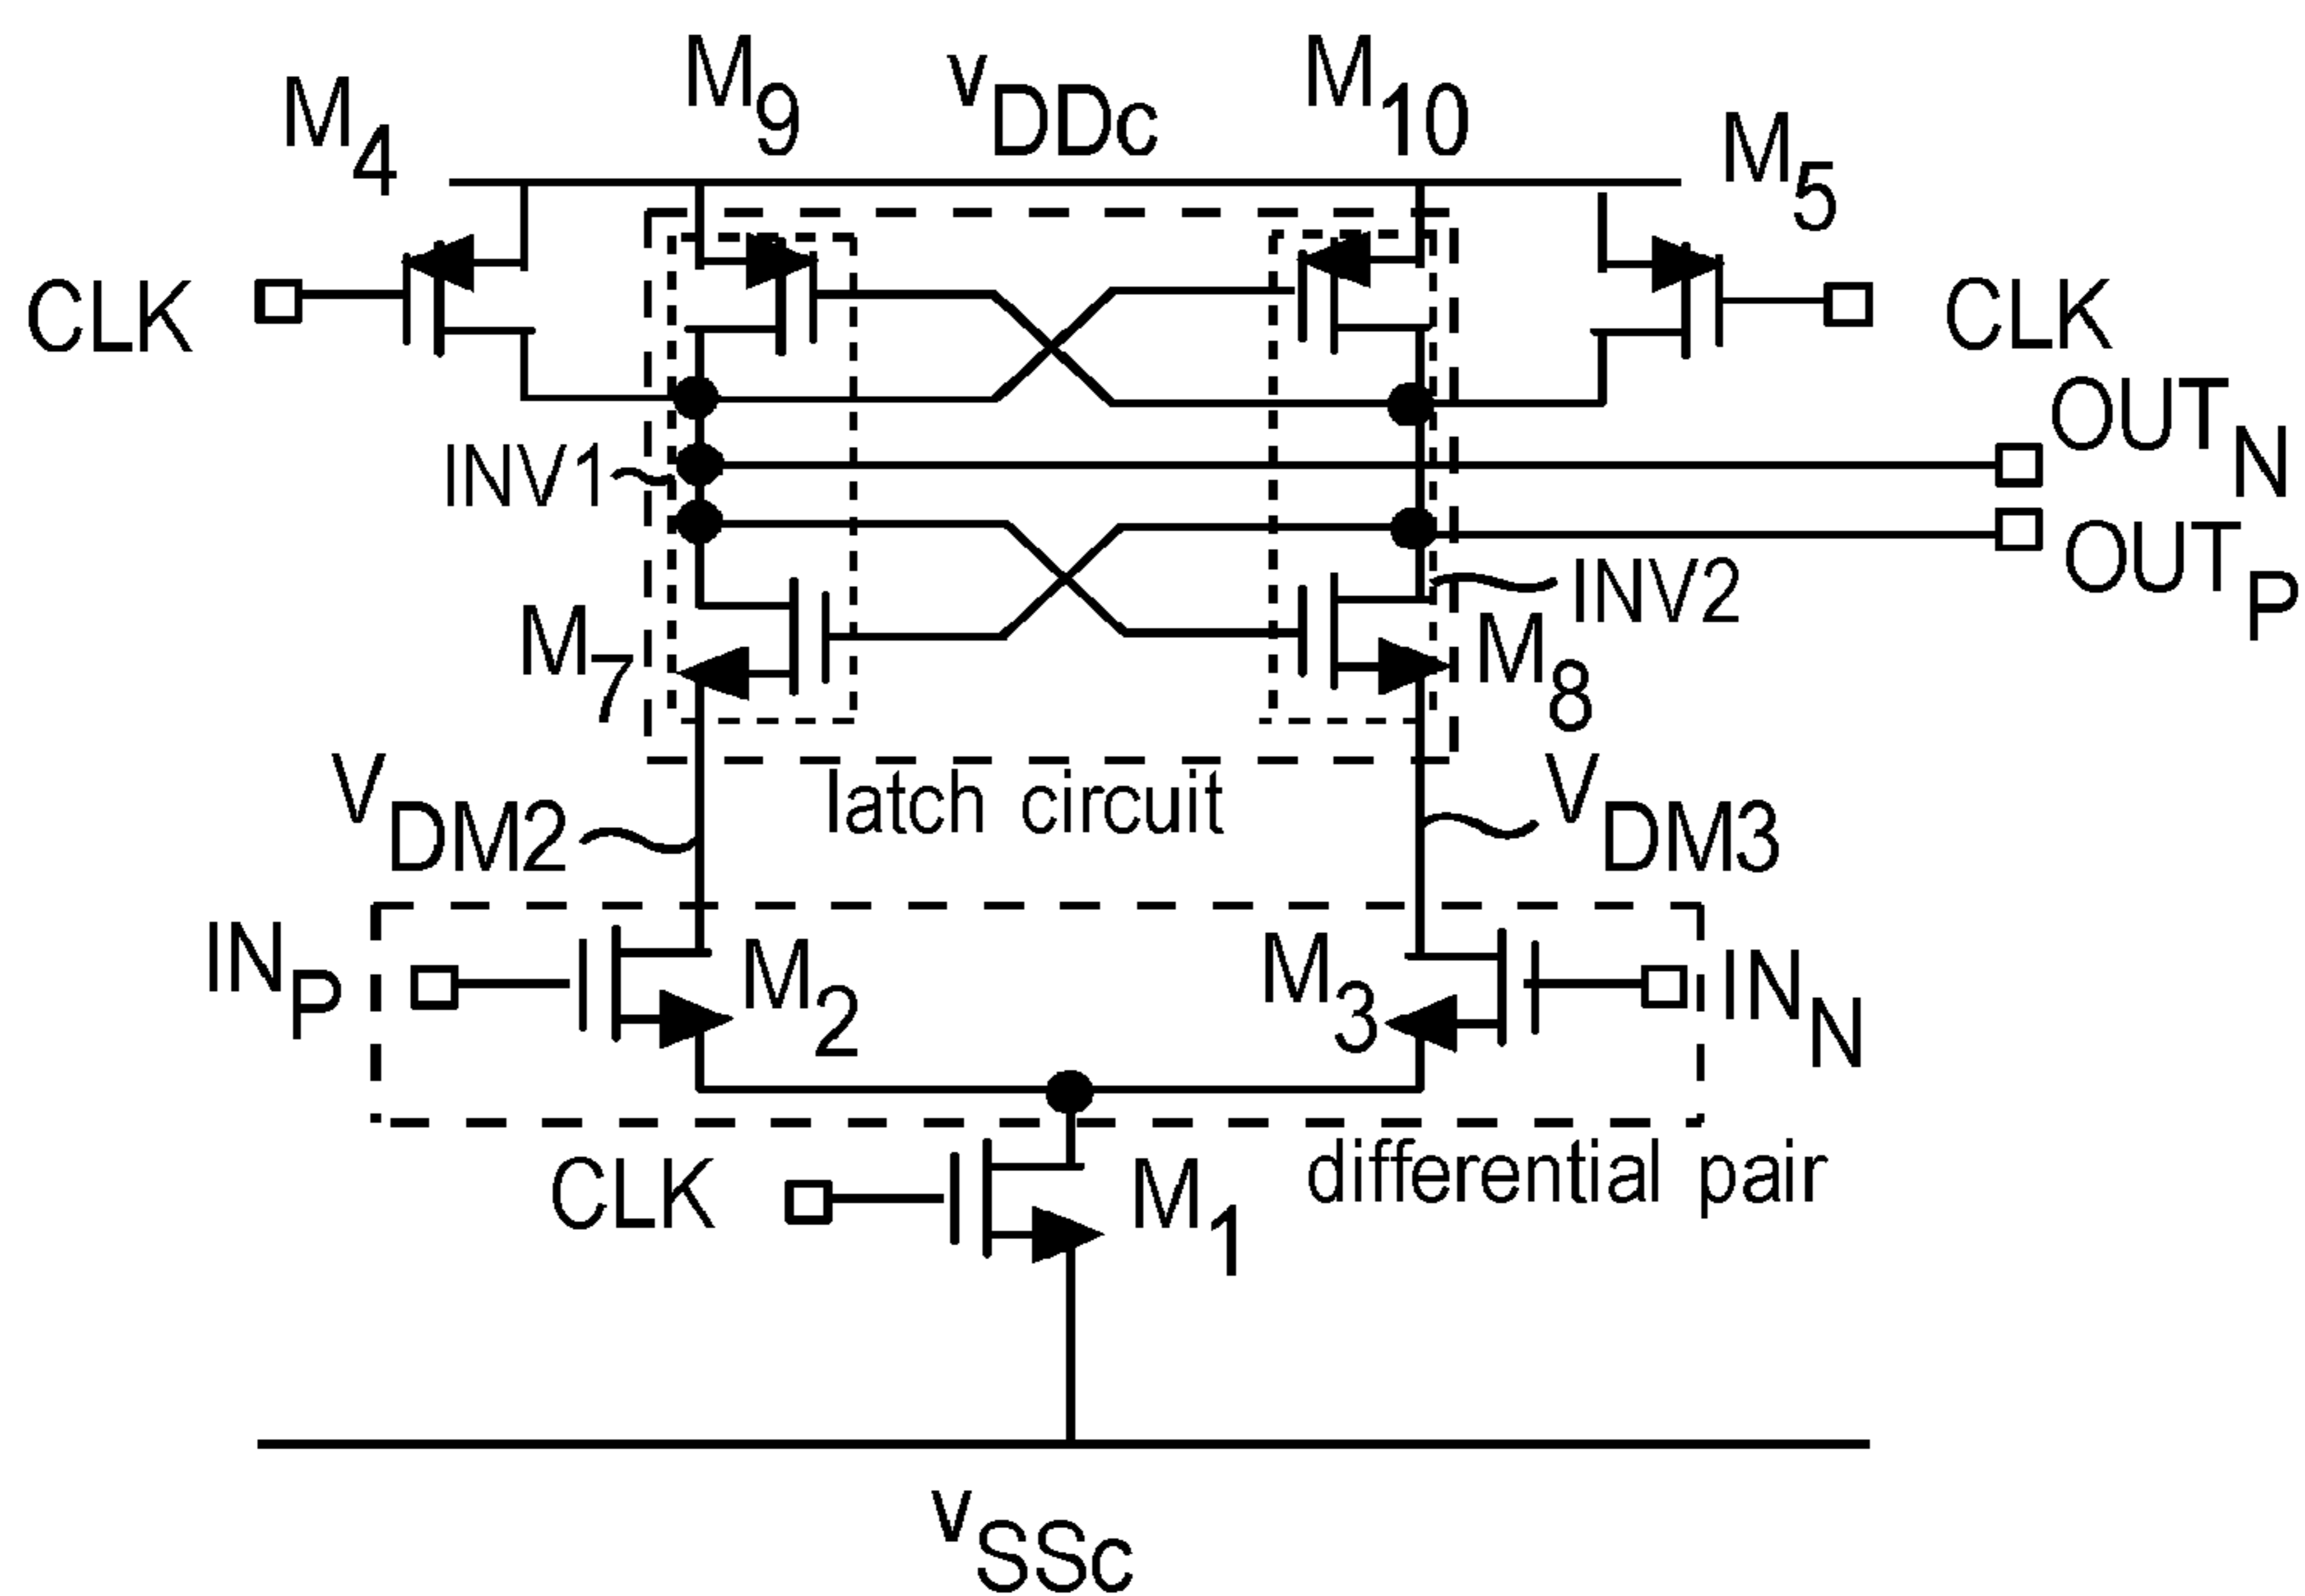 M4
M9
vDDc
M10
M5
CLK
CLK
OUTN
INV1
OUTP
INV2
M7
M8
VDM2
latch circuit
VDM3
INP
M2
M3
INN
CLK
M1
differential pair
vSSc